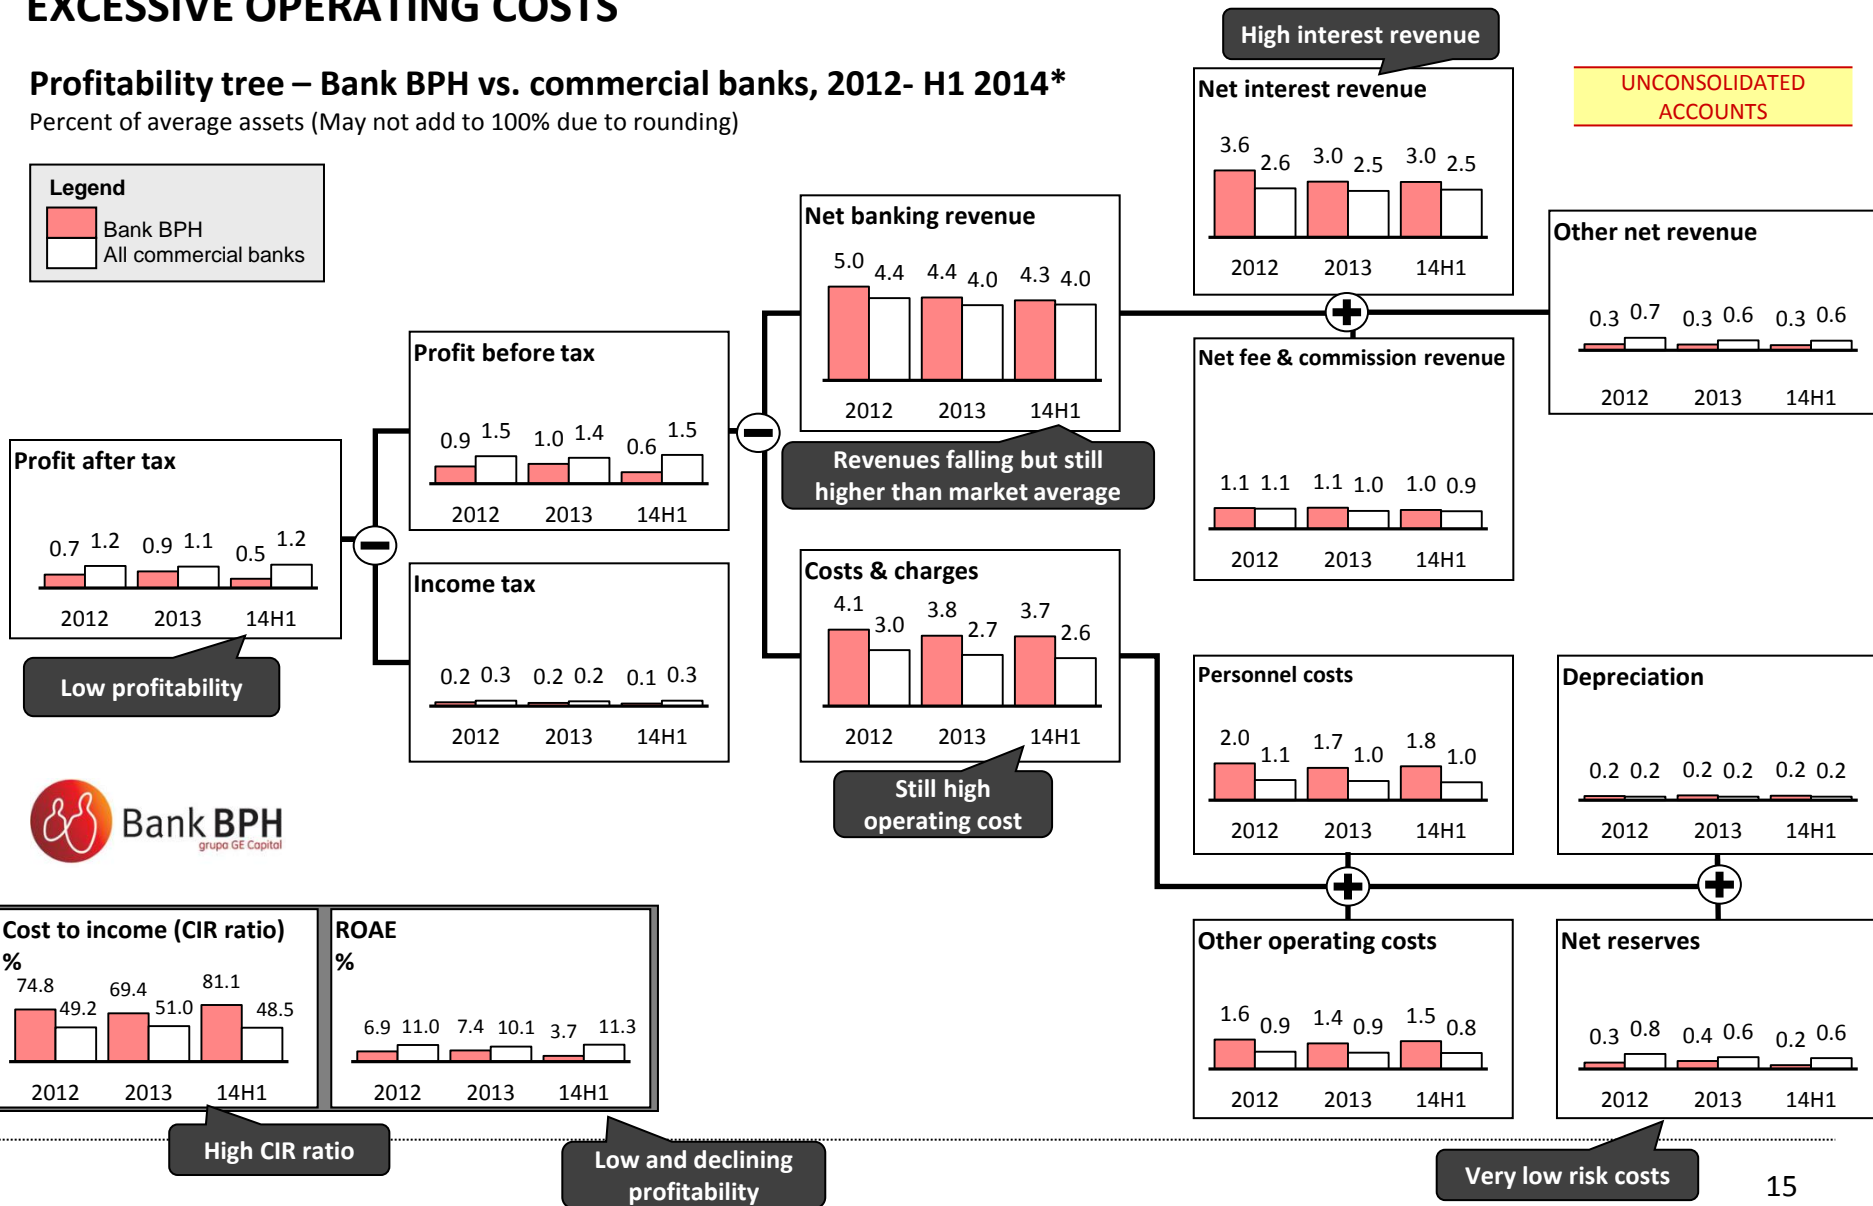 EXCESSIVE OPERATING COSTS
Profitability tree – Bank BPH vs. commercial banks, 2012- H1 2014*
Percent of average assets (May not add to 100% due to rounding)
UNCONSOLIDATED
ACCOUNTS
Legend
Bank BPH
All commercial banks
High interest revenue
Net interest revenue
3.6 2.6 3.0 2.5 3.0 2.5
2012 2013 14H1
Other net revenue
0.3 0.7 0.3 0.6 0.3 0.6
2012 2013 14H1
Net banking revenue
5.0 4.4 4.4 4.0 4.3 4.0
2012 2013 14H1
Revenues falling but still
higher than market average
Net fee & commission revenue
1.1 1.1 1.1 1.0 1.0 0.9
2012 2013 14H1
Profit before tax
0.9 1.5 1.0 1.4 0.6 1.5
2012 2013 14H1
Profit after tax
0.7 1.2 0.9 1.1 0.5 1.2
2012 2013 14H1
Low profitability
Income tax
0.2 0.3 0.2 0.2 0.1 0.3
2012 2013 14H1
Costs & charges
4.1 3.0 3.8 2.7 3.7 2.6
2012 2013 14H1
Still high
operating cost
Personnel costs
2.0 1.1 1.7 1.0 1.8 1.0
2012 2013 14H1
Depreciation
0.2 0.2 0.2 0.2 0.2 0.2
2012 2013 14H1
Bank BPH
grupa GE Capital
Cost to income (CIR ratio)
%
74.8 49.2 69.4 51.0 81.1 48.5
2012 2013 14H1
High CIR ratio
ROAE
%
6.9 11.0 7.4 10.1 3.7 11.3
2012 2013 14H1
Low and declining
profitability
Other operating costs
1.6 0.9 1.4 0.9 1.5 0.8
2012 2013 14H1
Net reserves
0.3 0.8 0.4 0.6 0.2 0.6
2012 2013 14H1
Very low risk costs
15